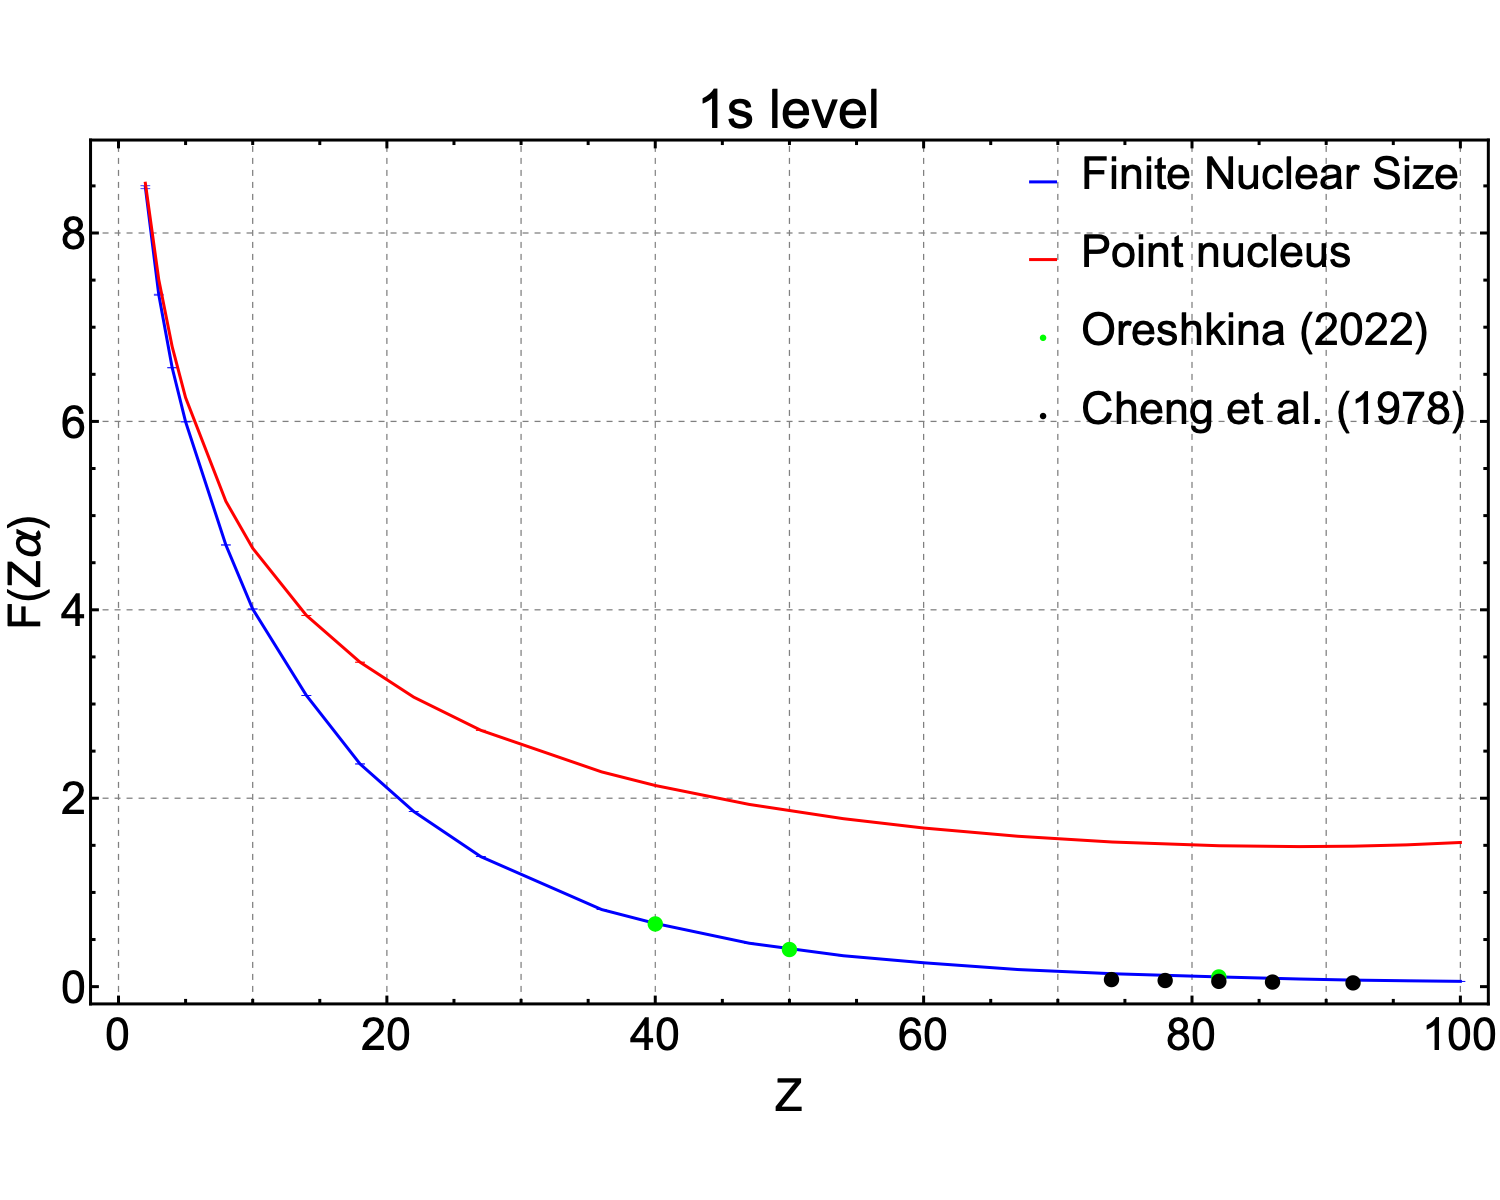 1s level
Finite Nuclear Size
Point nucleus
Oreshkina (2022)
Cheng et al. (1978)
F(Zα)
8
6
4
2
0
0 20 40 60 80 100
Z